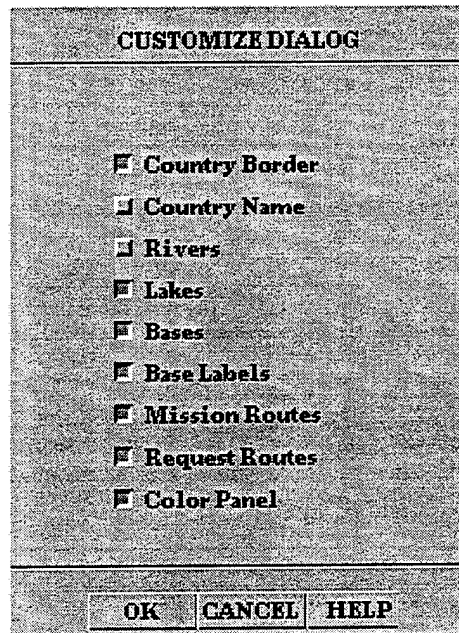 CUSTOMIZE DIALOG
Country Border
Country Name
Rivers
Lakes
Bases
Base Labels
Mission Routes
Request Routes
Color Panel
OK CANCEL HELP